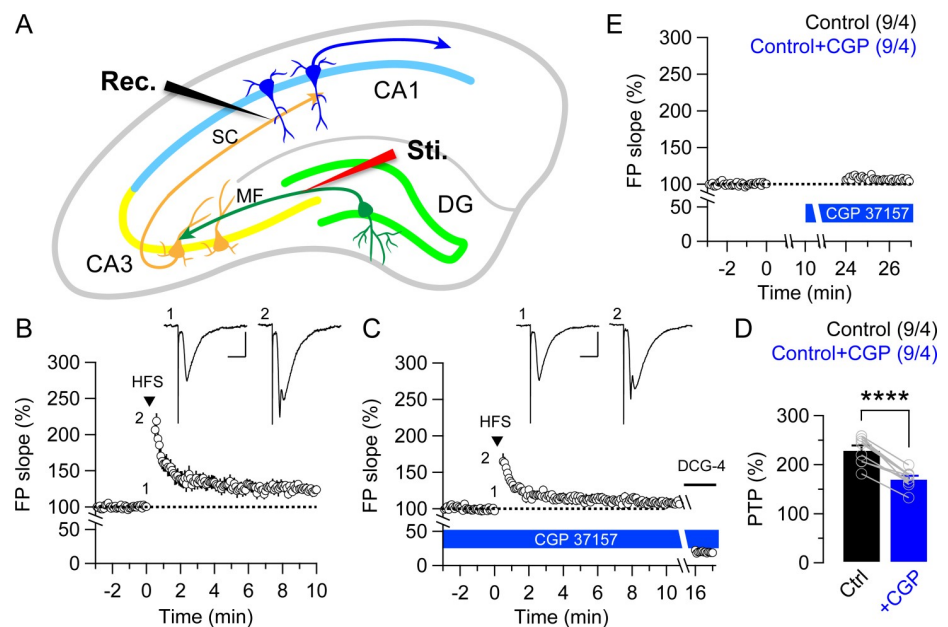 A
Rec.
SC
CA1
Sti.
MF
DG
CA3
E
Control (9/4)
Control+CGP (9/4)
FP slope (%)
300
250
200
150
100
50
0
CGP 37157
-2 0 10 24 26
Time (min)
B
1 2
FP slope (%)
300
250
200
150
100
50
0
HFS
2
1
-2 0 2 4 6 8 10
Time (min)
C
1 2
FP slope (%)
300
250
200
150
100
50
0
HFS
2
1
DCG-4
CGP 37157
-2 0 2 4 6 8 10 16
Time (min)
D
Control (9/4)
Control+CGP (9/4)
****
PTP (%)
300
200
150
100
0
Ctrl
+CGP